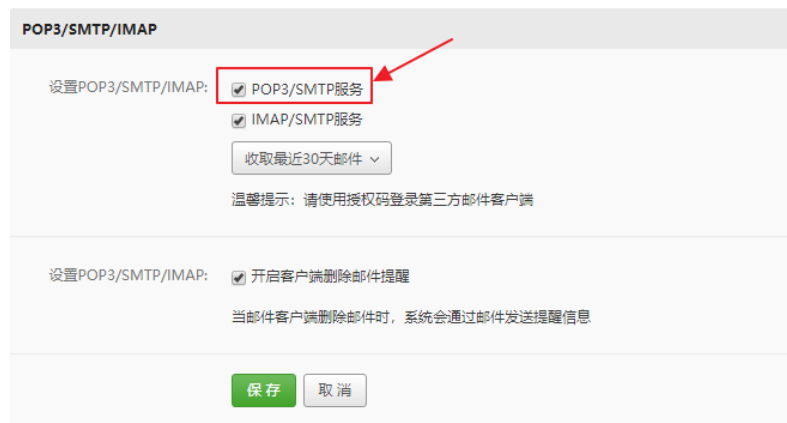 POP3/SMTP/IMAP
设置POP3/SMTP/IMAP: POP3/SMTP服务
IMAP/SMTP服务
收取最近30天邮件
温馨提示：请使用授权码登录第三方邮件客户端
设置POP3/SMTP/IMAP: 开启客户端删除邮件提醒
当邮件客户端删除邮件时，系统会通过邮件发送提醒信息
保存 取消